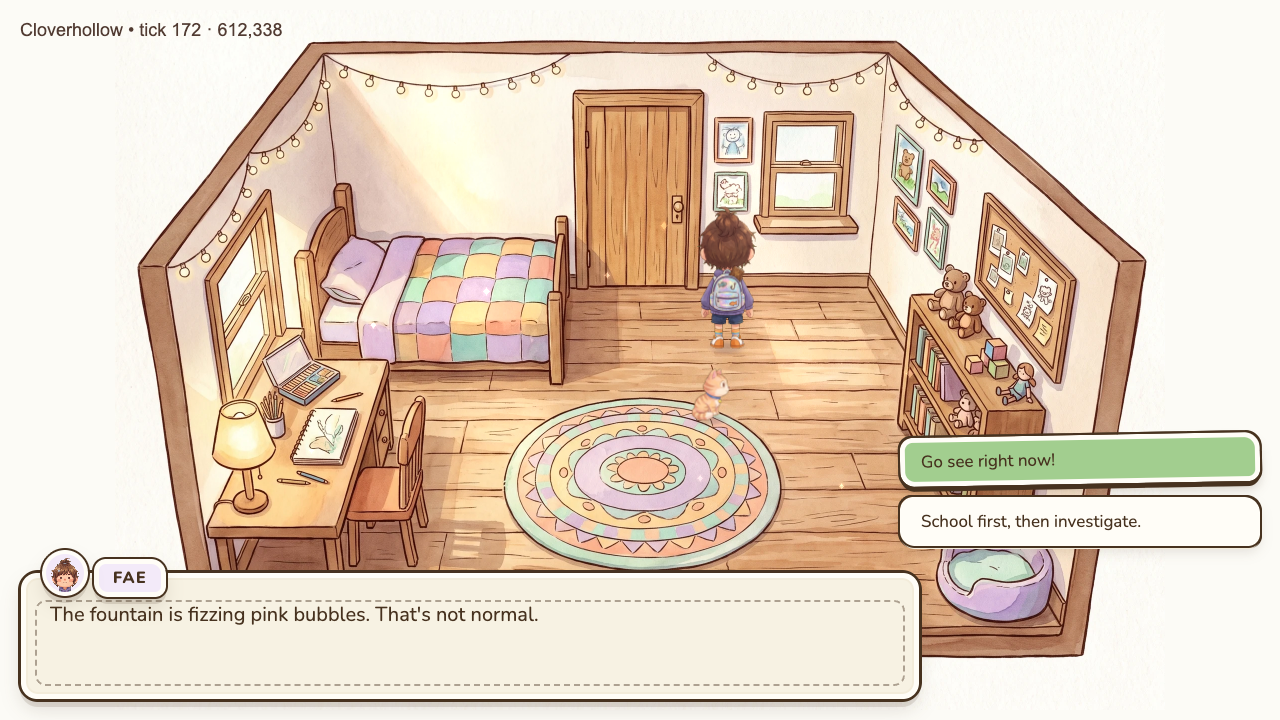 Cloverhollow • tick 172 · 612,338
Go see right now!
School first, then investigate.
FAE
The fountain is fizzing pink bubbles. That's not normal.